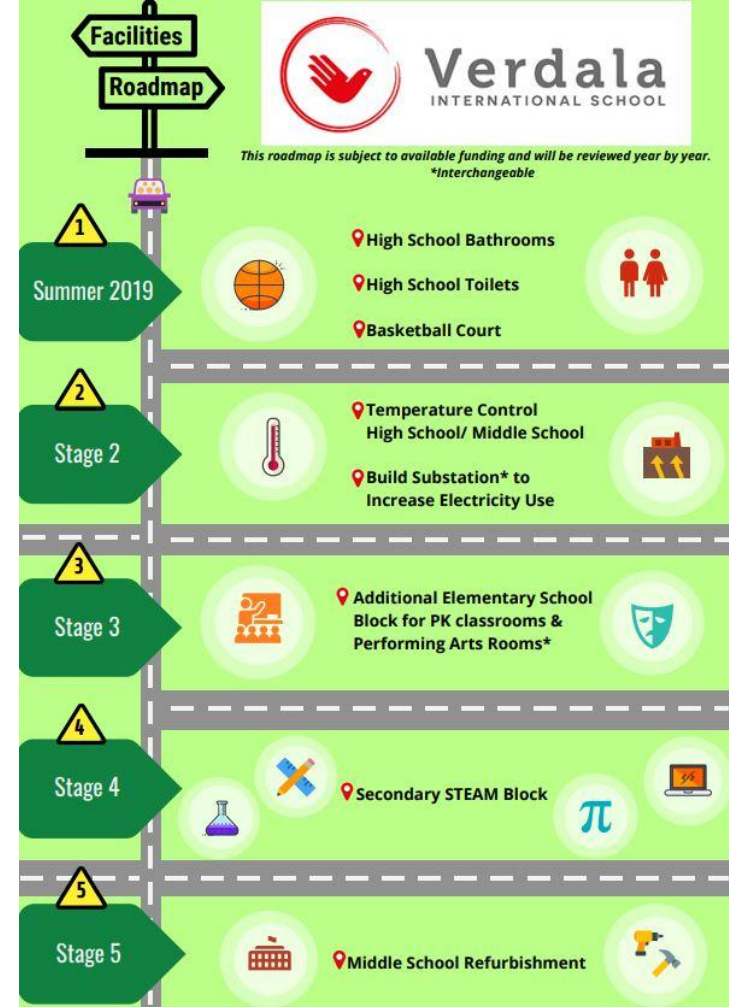 Facilities
Roadmap
Verdala
INTERNATIONAL SCHOOL
This roadmap is subject to available funding and will be reviewed year by year.
*Interchangeable
1
Summer 2019
High School Bathrooms
High School Toilets
Basketball Court
2
Stage 2
Temperature Control
High School/ Middle School
Build Substation* to
Increase Electricity Use
3
Stage 3
Additional Elementary School
Block for PK classrooms &
Performing Arts Rooms*
4
Stage 4
Secondary STEAM Block
π
5
Stage 5
Middle School Refurbishment